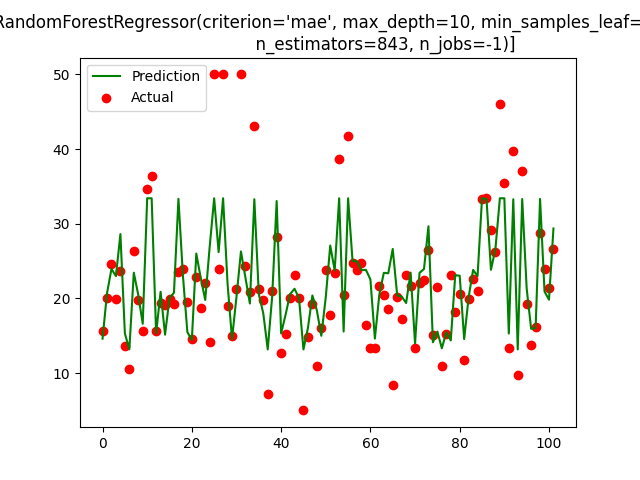 RandomForestRegressor(criterion='mae', max_depth=10, min_samples_leaf=
n_estimators=843, n_jobs=-1)]
Prediction
Actual
50
40
30
20
10
0
20
40
60
80
100